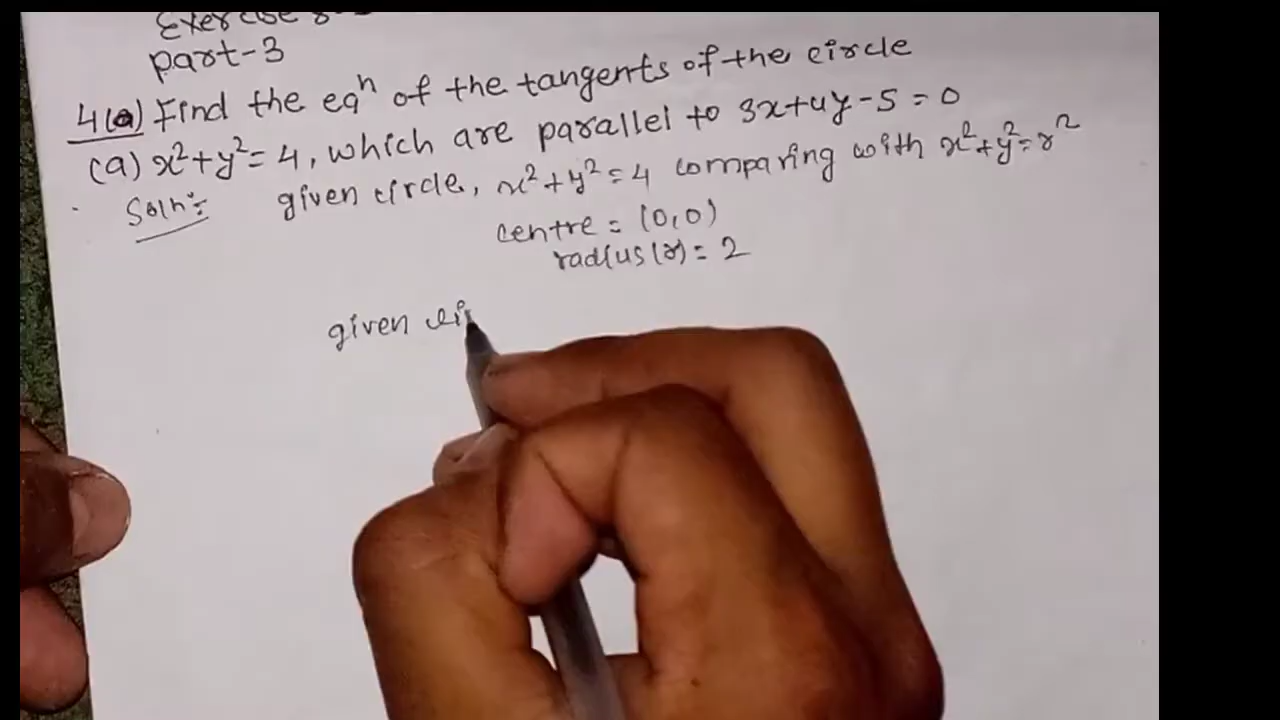 Exercise
part-3
4(a) Find the eqⁿ of the tangents of the circle
(a) x²+y²=4, which are parallel to 3x+4y-5=0
Solnː- given circle, x²+y²=4 comparing with x²+y²=r²
centre = (0,0)
radius(r)= 2
given